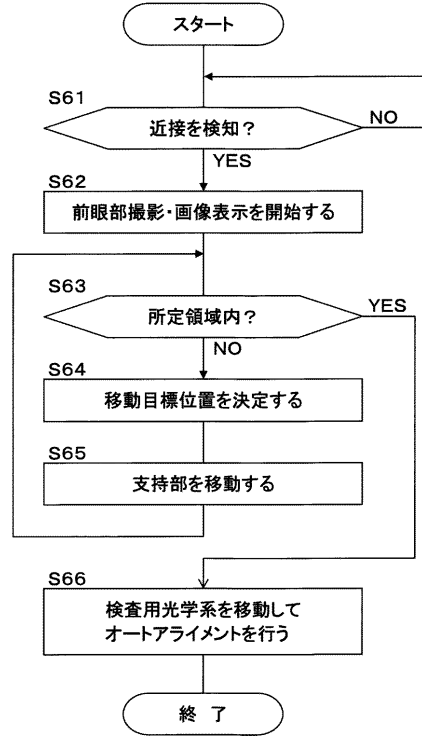 スタート
S61
近接を検知？
NO
YES
S62
前眼部撮影・画像表示を開始する
S63
所定領域内？
YES
NO
S64
移動目標位置を決定する
S65
支持部を移動する
S66
検査用光学系を移動して
オートアライメントを行う
終 了